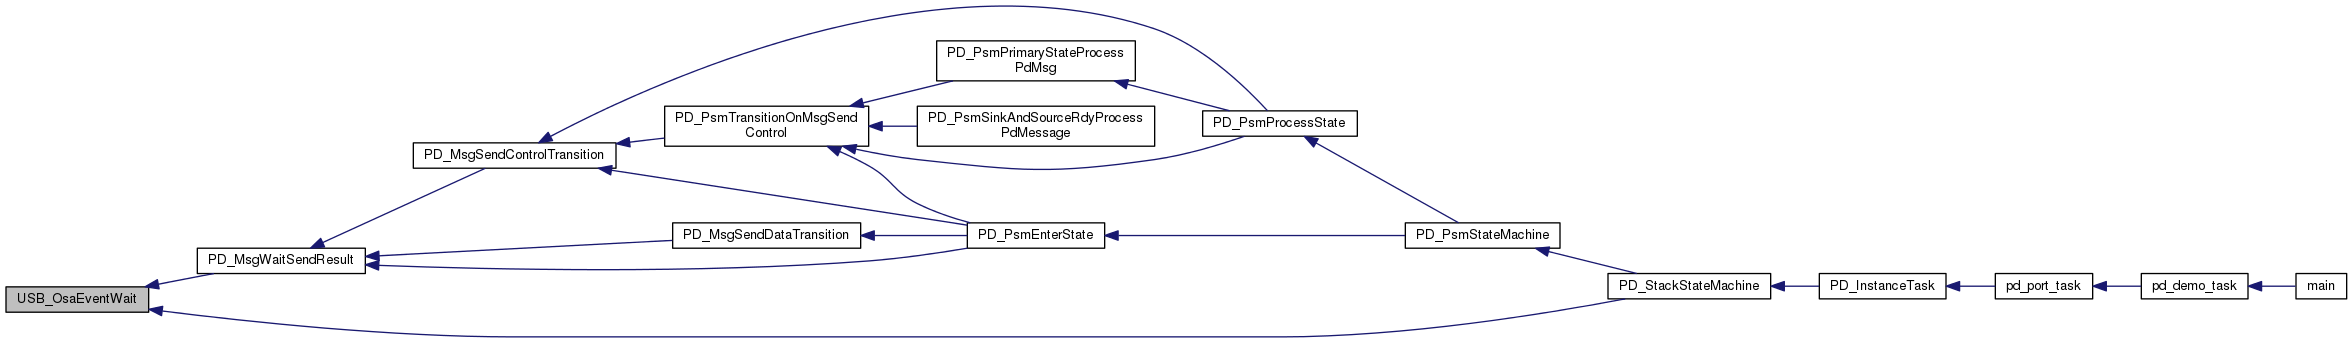 PD_PsmPrimaryStateProcess
PdMsg
PD_PsmTransitionOnMsgSend
Control
PD_PsmSinkAndSourceRdyProcess
PdMessage
PD_PsmProcessState
PD_MsgSendControlTransition
PD_MsgSendDataTransition
PD_PsmEnterState
PD_PsmStateMachine
PD_MsgWaitSendResult
USB_OsaEventWait
PD_StackStateMachine
PD_InstanceTask
pd_port_task
pd_demo_task
main